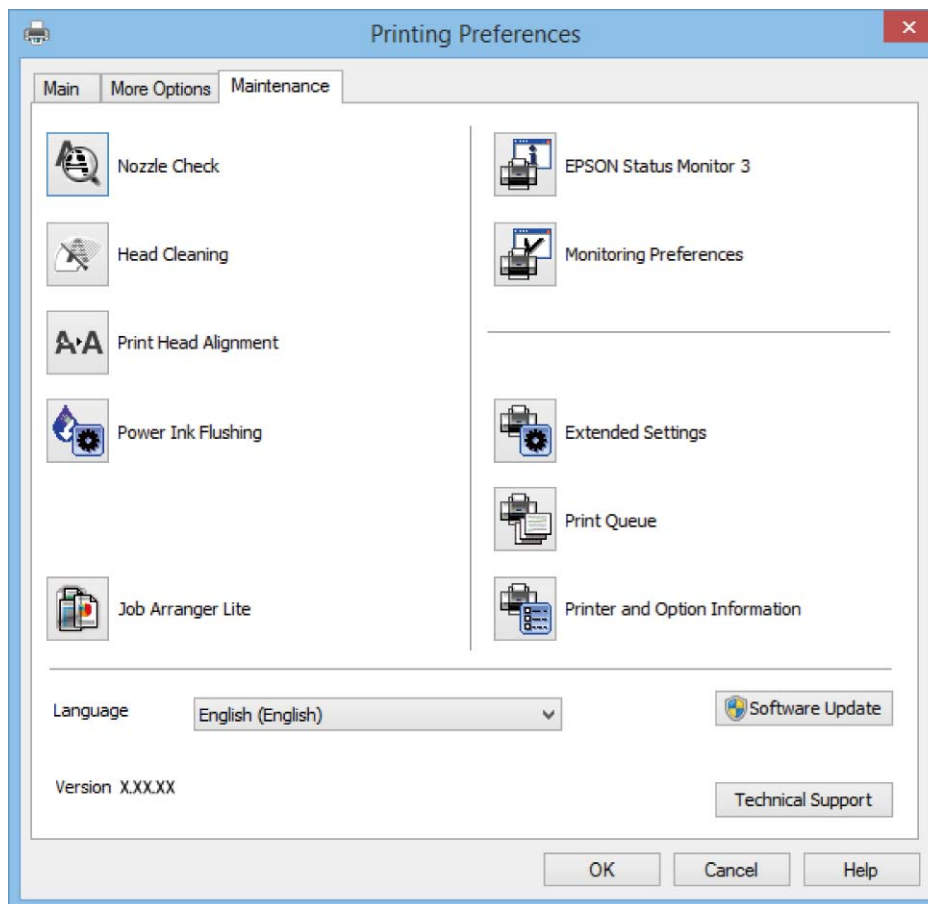 Printing Preferences
Main
More Options
Maintenance
Nozzle Check
Head Cleaning
A A Print Head Alignment
Power Ink Flushing
Job Arranger Lite
EPSON Status Monitor 3
Monitoring Preferences
Extended Settings
Print Queue
Printer and Option Information
Language
English (English)
Software Update
Version X.XX.XX
Technical Support
OK
Cancel
Help